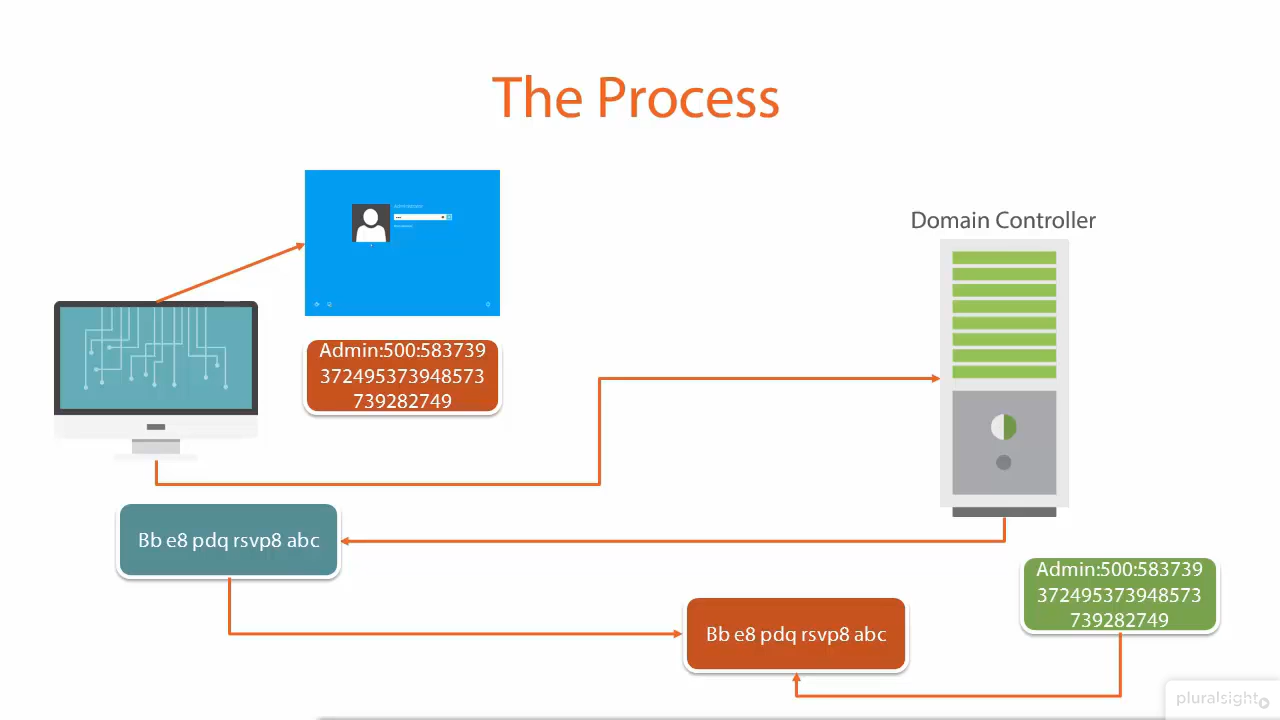 The Process
Domain Controller
Admin:500:583739
372495373948573
739282749
Bb e8 pdq rsvp8 abc
Admin:500:583739
372495373948573
739282749
Bb e8 pdq rsvp8 abc
pluralsight